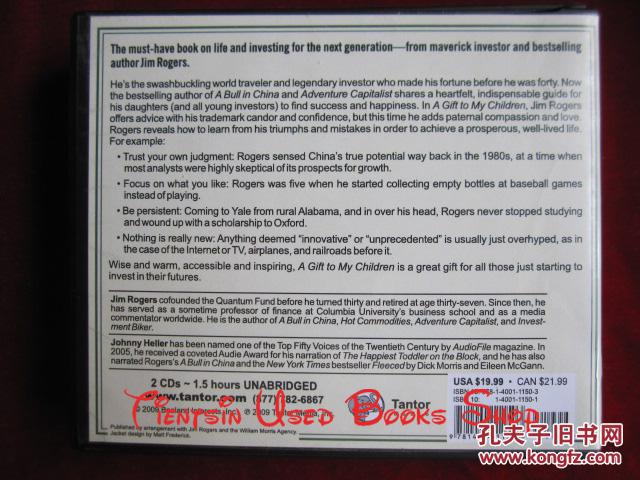 The must-have book on life and investing for the next generation—from maverick investor and bestselling
author Jim Rogers.
He's the swashbuckling world traveler and legendary investor who made his fortune before he was forty. Now
the bestselling author of A Bull in China and Adventure Capitalist shares a heartfelt, indispensable guide for
his daughters (and all young investors) to find success and happiness. In A Gift to My Children, Jim Rogers
offers advice with his trademark candor and confidence, but this time he adds paternal compassion and love.
Rogers reveals how to learn from his triumphs and mistakes in order to achieve a prosperous, well-lived life.
For example:
• Trust your own judgment: Rogers sensed China's true potential way back in the 1980s, at a time when
most analysts were highly skeptical of its prospects for growth.
• Focus on what you like: Rogers was five when he started collecting empty bottles at baseball games
instead of playing.
• Be persistent: Coming to Yale from rural Alabama, and in over his head, Rogers never stopped studying
and wound up with a scholarship to Oxford.
• Nothing is really new: Anything deemed "innovative" or "unprecedented" is usually just overhyped, as in
the case of the Internet or TV, airplanes, and railroads before it.
Wise and warm, accessible and inspiring, A Gift to My Children is a great gift for all those just starting to
invest in their futures.
Jim Rogers cofounded the Quantum Fund before he turned thirty and retired at age thirty-seven. Since then, he
has served as a sometime professor of finance at Columbia University's business school and as a media
commentator worldwide. He is the author of A Bull in China, Hot Commodities, Adventure Capitalist, and Invest-
ment Biker.
Johnny Heller has been named one of the Top Fifty Voices of the Twentieth Century by AudioFile magazine. In
2005, he received a coveted Audie Award for his narration of The Happiest Toddler on the Block, and he has also
narrated Rogers's A Bull in China and the New York Times bestseller Fleeced by Dick Morris and Eileen McGann.
2 CDs ~ 1.5 hours UNABRIDGED
www.tantor.com (877) 782-6867
Tantor
℗ 2009 Tantor Media, Inc.
Published by arrangement with Jim Rogers and the William Morris Agency
Jacket design by Matt Frederick.
USA $19.99 • CAN $21.99
1-4001-1150-3
1-4001-1150-1
Tientsin Used Books Shop
孔夫子旧书网
www.kongfz.com